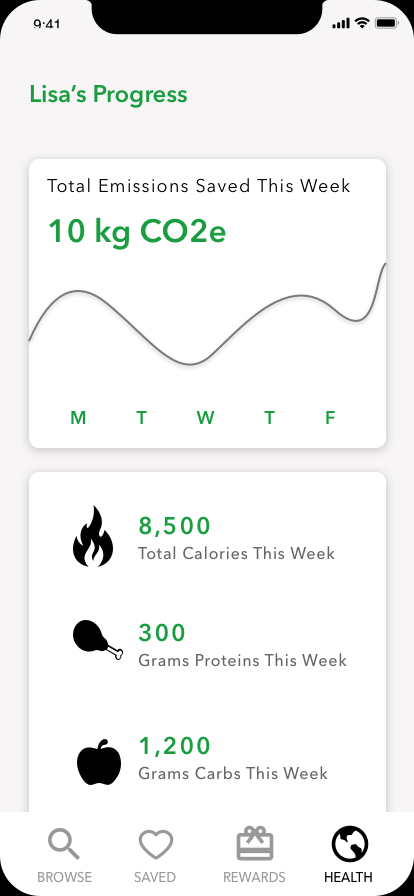 9:41
Lisa's Progress
Total Emissions Saved This Week
10 kg CO2e
M T W T F
8,500
Total Calories This Week
300
Grams Proteins This Week
1,200
Grams Carbs This Week
BROWSE SAVED REWARDS HEALTH